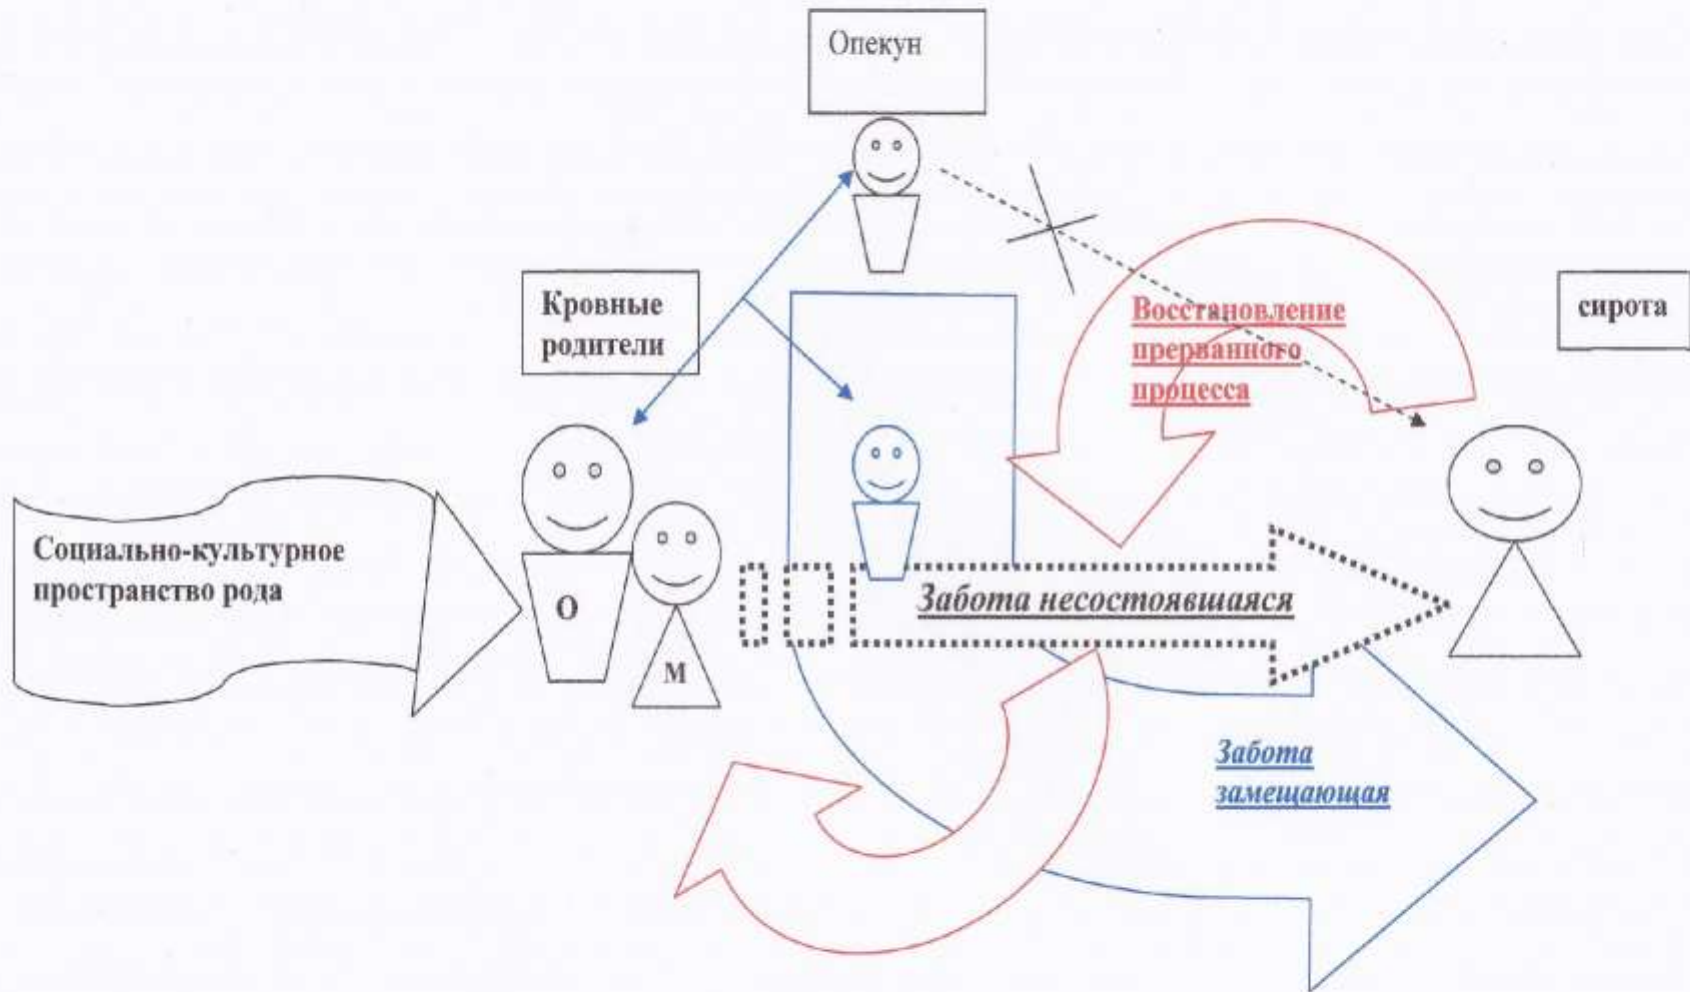 Опекун
Кровные
родители
Восстановление
прерванного
процесса
сирота
Социально-культурное
пространство рода
О
М
Забота несостоявшаяся
Забота
замещающая